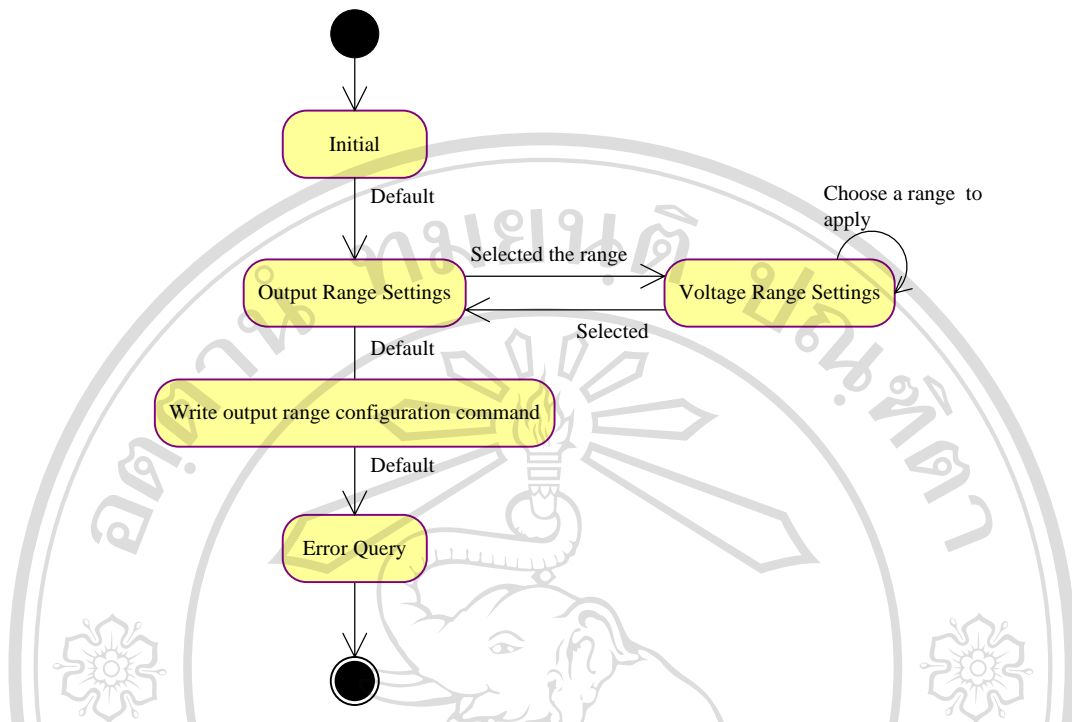 Initial
Default
Choose a range to
apply
Selected the range
Output Range Settings
Voltage Range Settings
Selected
Default
Write output range configuration command
Default
Error Query